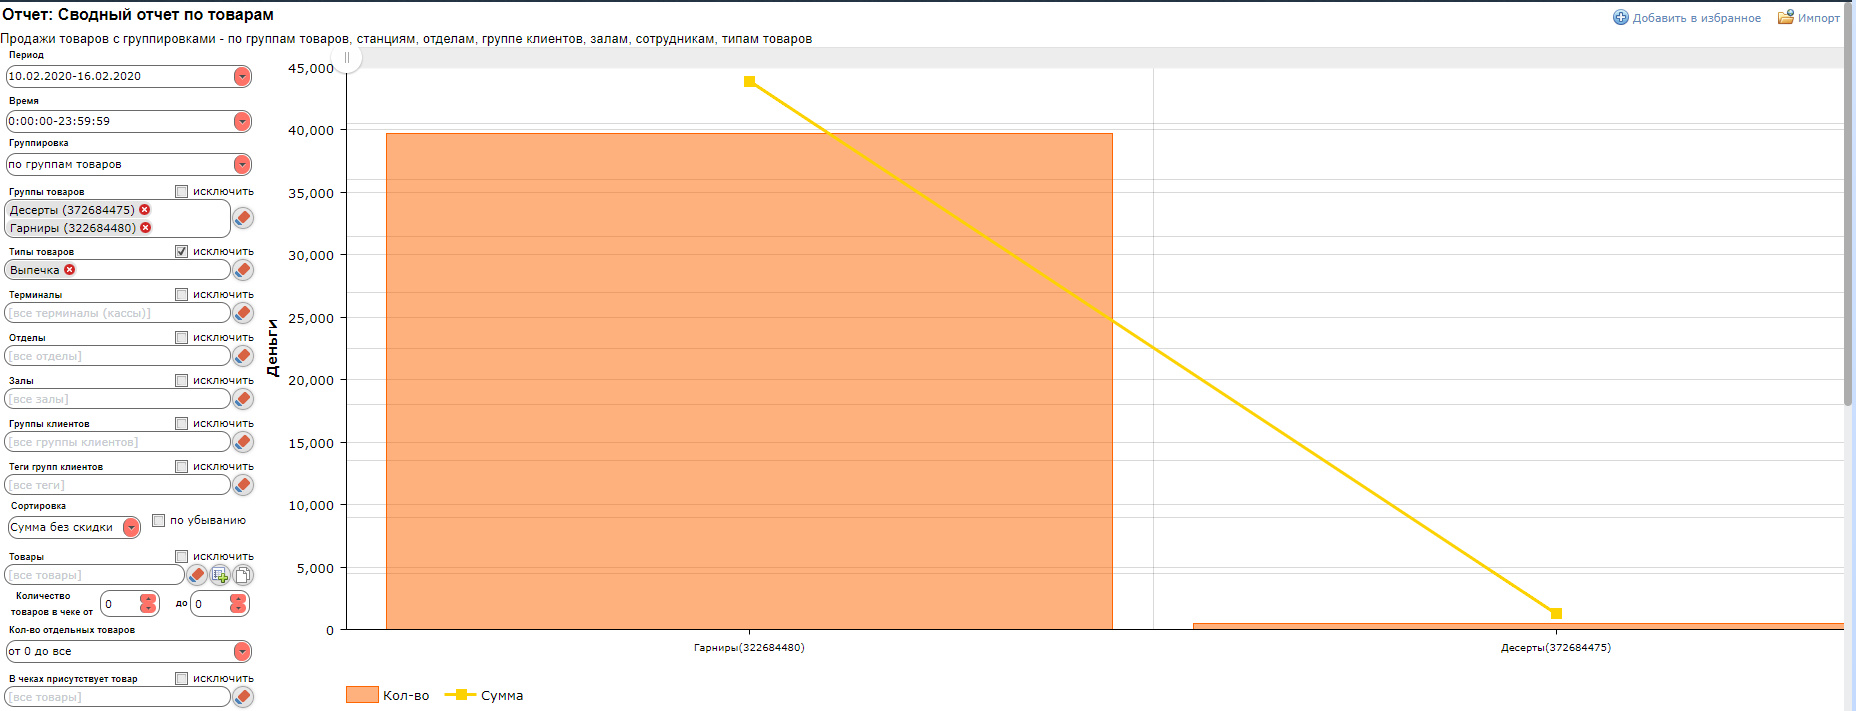 Отчет: Сводный отчет по товарам
Добавить в избранное
Импорт
Продажи товаров с группировками - по группам товаров, станциям, отделам, группе клиентов, залам, сотрудникам, типам товаров
Период
10.02.2020-16.02.2020
Время
0:00:00-23:59:59
Группировка
по группам товаров
Группы товаров
исключить
Десерты (372684475)
Гарниры (322684480)
Типы товаров
исключить
Выпечка
Терминалы
исключить
[все терминалы (кассы)]
Отделы
исключить
[все отделы]
Залы
исключить
[все залы]
Группы клиентов
исключить
[все группы клиентов]
Теги групп клиентов
исключить
[все теги]
Сортировка
Сумма без скидки
по убыванию
Товары
исключить
[все товары]
Количество
товаров в чеке от
0
до
0
Кол-во отдельных товаров
от 0 до все
В чеках присутствует товар
исключить
[все товары]
Деньги
45,000
40,000
35,000
30,000
25,000
20,000
15,000
10,000
5,000
0
Гарниры(322684480)
Десерты(372684475)
Кол-во
Сумма